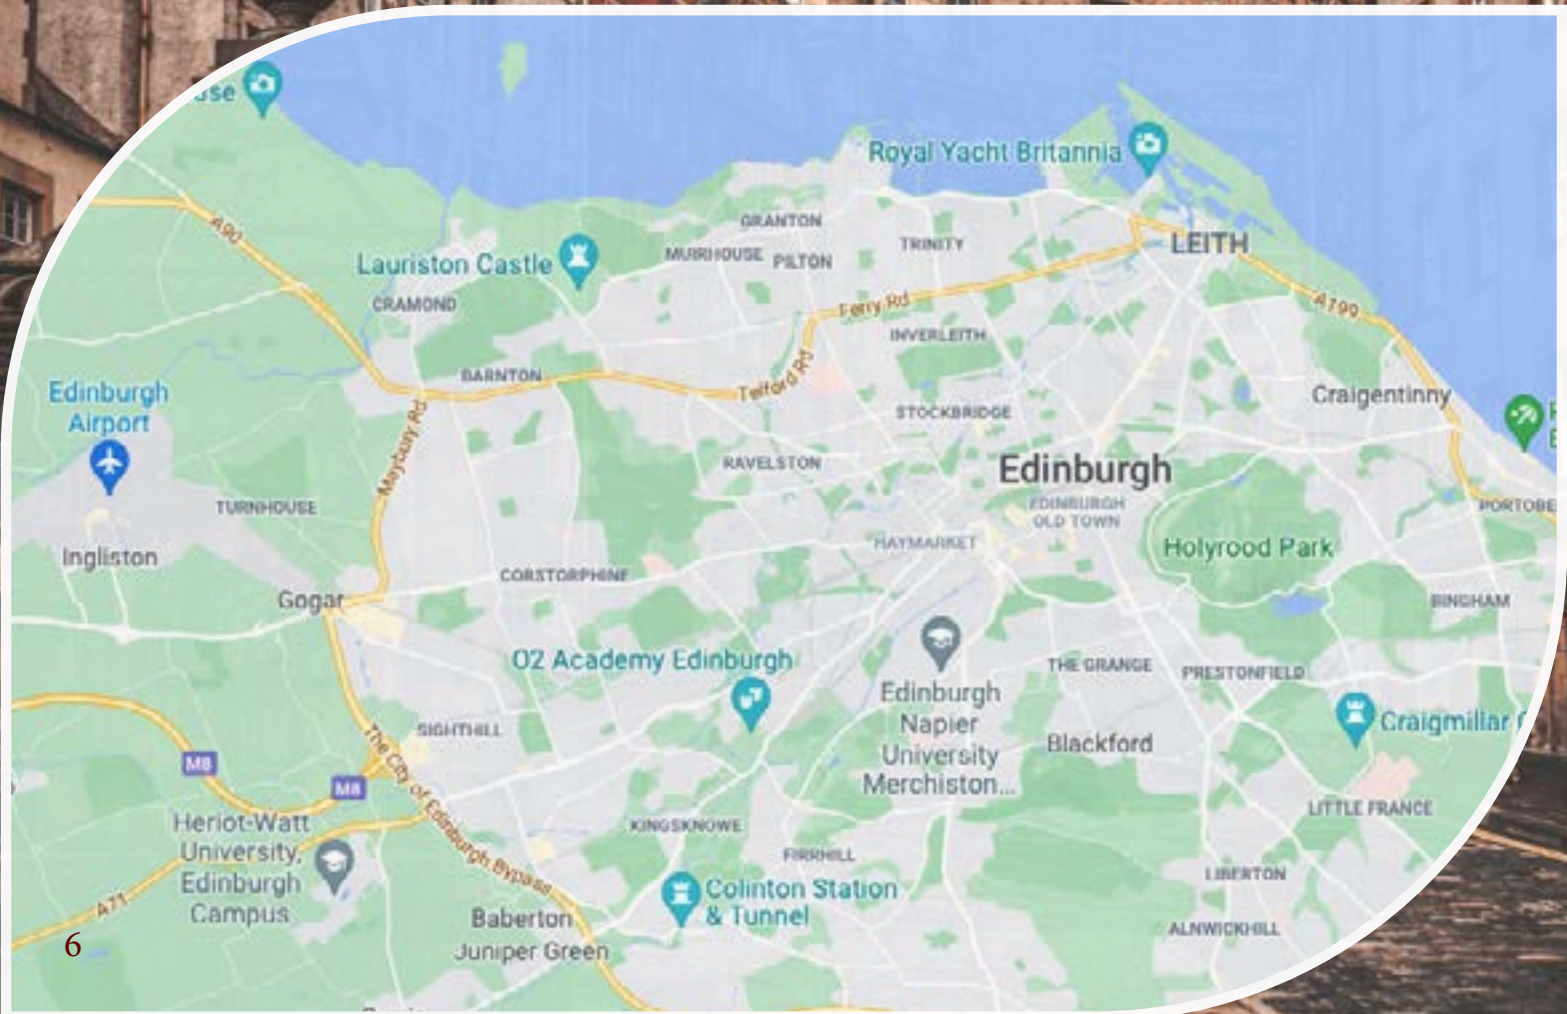 Royal Yacht Britannia
GRANTON
A90
TRINITY
LEITH
MUIRHOUSE
PILTON
Lauriston Castle
CRAMOND
Ferry Rd
A199
INVERLEITH
BARNTON
Telford Rd
Edinburgh
Airport
Craigentinny
STOCKBRIDGE
Maybury Rd
RAVELSTON
Edinburgh
TURNHOUSE
EDINBURGH
OLD TOWN
HAYMARKET
Holyrood Park
Ingliston
CORSTORPHINE
Gogar
BINGHAM
O2 Academy Edinburgh
THE GRANGE
PRESTONFIELD
Edinburgh
Napier
University
Merchiston...
Craigmillar
SIGHTHILL
Blackford
M8
M8
The City of Edinburgh Bypass
LITTLE FRANCE
Heriot-Watt
University,
Edinburgh
Campus
KINGSKNOWE
FIRRHILL
LIBERTON
A71
Colinton Station
& Tunnel
Baberton
Juniper Green
ALNWICKHILL
6